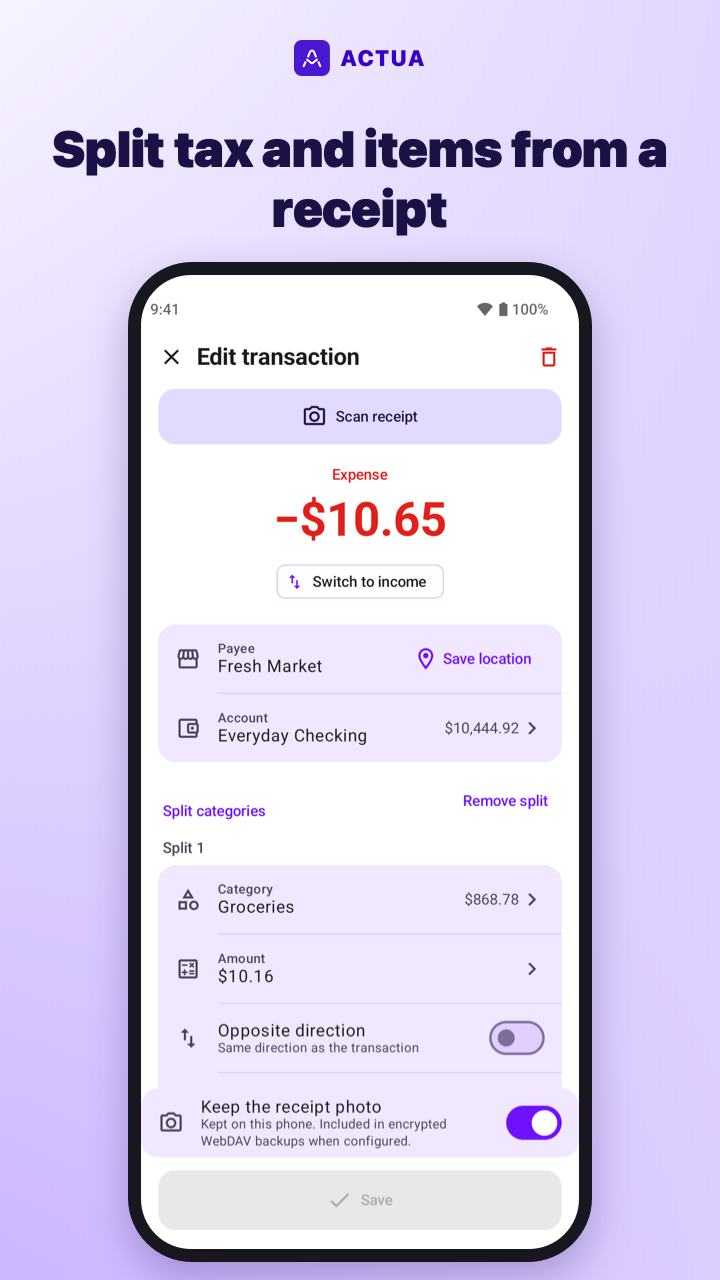 ACTUA
Split tax and items from a
receipt
9:41
100%
Edit transaction
Scan receipt
Expense
−$10.65
Switch to income
Payee
Fresh Market
Save location
Account
Everyday Checking
$10,444.92
Split categories
Remove split
Split 1
Category
Groceries
$868.78
Amount
$10.16
Opposite direction
Same direction as the transaction
Keep the receipt photo
Kept on this phone. Included in encrypted
WebDAV backups when configured.
Save